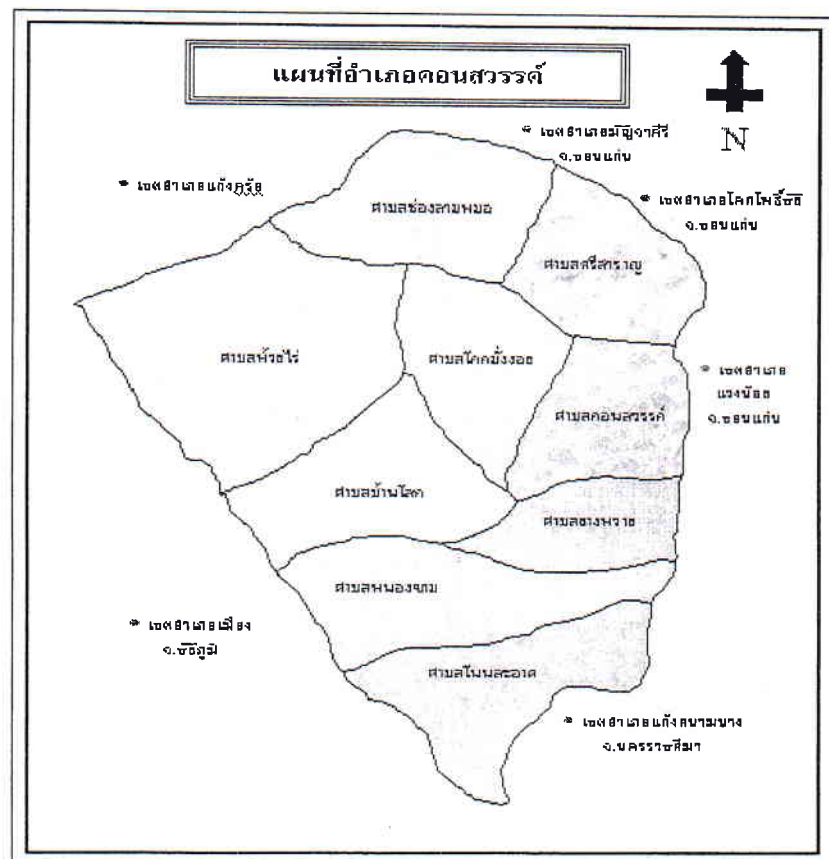 แผนที่อำเภอคอนสวรรค์
N
เขตอำเภอมัญจาคีรี
จ.ขอนแก่น
เขตอำเภอแก้งคร้อ
เขตอำเภอโคกโพธิ์ชัย
จ.ขอนแก่น
ตำบลช่องสามหมอ
ตำบลศรีสำราญ
ตำบลห้วยไร่
ตำบลโคกมั่งงอย
เขตอำเภอ
แวงน้อย
จ.ขอนแก่น
ตำบลคอนสวรรค์
ตำบลบ้านโสก
ตำบลยางหวาย
ตำบลหนองขาม
เขตอำเภอเมือง
จ.ชัยภูมิ
ตำบลโนนสะอาด
เขตอำเภอแก้งสนามนาง
จ.นครราชสีมา